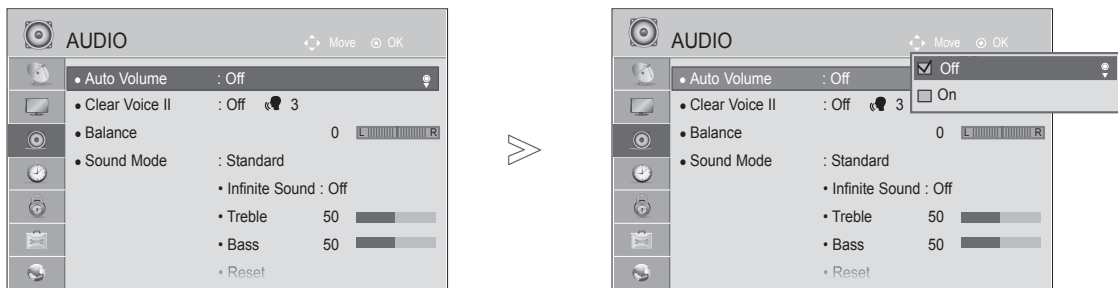 AUDIO Move OK
• Auto Volume : Off
• Clear Voice II : Off 3
• Balance 0 L R
• Sound Mode : Standard
• Infinite Sound : Off
• Treble 50
• Bass 50
• Reset
AUDIO Move OK
• Auto Volume : Off
• Clear Voice II : Off 3
• Balance 0 L R
• Sound Mode : Standard
• Infinite Sound : Off
• Treble 50
• Bass 50
• Reset
Off
On